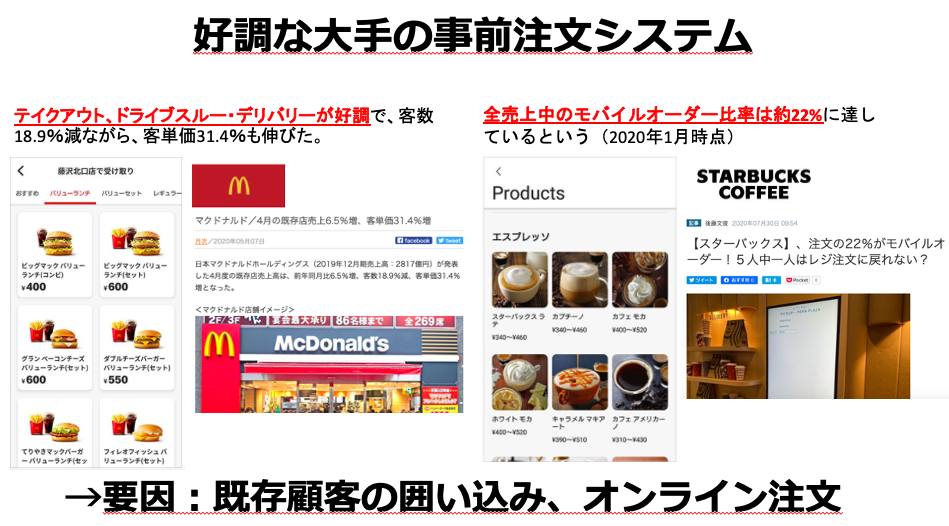 好調な大手の事前注文システム
テイクアウト、ドライブスルー・デリバリーが好調で、客数
18.9%減ながら、客単価31.4%も伸びた。
藤沢北口店で受け取り
おすすめ
バリューランチ
バリューセット
レギュラー
ビッグマック バリュー
ランチ(コンビ)
¥400
ビッグマック バリュー
ランチ(セット)
¥600
グラン ベーコンチーズ
バリューランチ(セット)
¥600
ダブルチーズバーガー
バリューランチ(セット)
¥550
てりやきマックバーガ
ー バリューランチ(セッ
フィレオフィッシュ バリ
ューランチ(セット)
マクドナルド／4月の既存店売上6.5%増、客単価31.4%増
月次／2020年05月07日
facebook
Tweet
日本マクドナルドホールディングス（2019年12月期売上高：2817億円）が発表
した4月度の既存店売上高は、前年同月比6.5%増、客数18.9%減、客単価31.4%
増となった。
＜マクドナルド店舗イメージ＞
2F/3F
86名様まで
全269席
McDonald's
全売上中のモバイルオーダー比率は約22%に達し
ているという（2020年1月時点）
Products
エスプレッソ
スターバックス ラ
テ
¥340〜¥460
カプチーノ
¥340〜¥460
カフェ モカ
¥400〜¥520
ホワイト モカ
¥400〜¥520
キャラメル マキア
ート
¥390〜¥510
カフェ アメリカー
ノ
¥310〜¥430
STARBUCKS
COFFEE
記事
後藤文俊
2020年07月30日 09:54
【スターバックス】、注文の22%がモバイルオ
ーダー！５人中一人はレジ注文に戻れない？
ツイート
おすすめ 0
B! 0
Pocket
0
→要因：既存顧客の囲い込み、オンライン注文